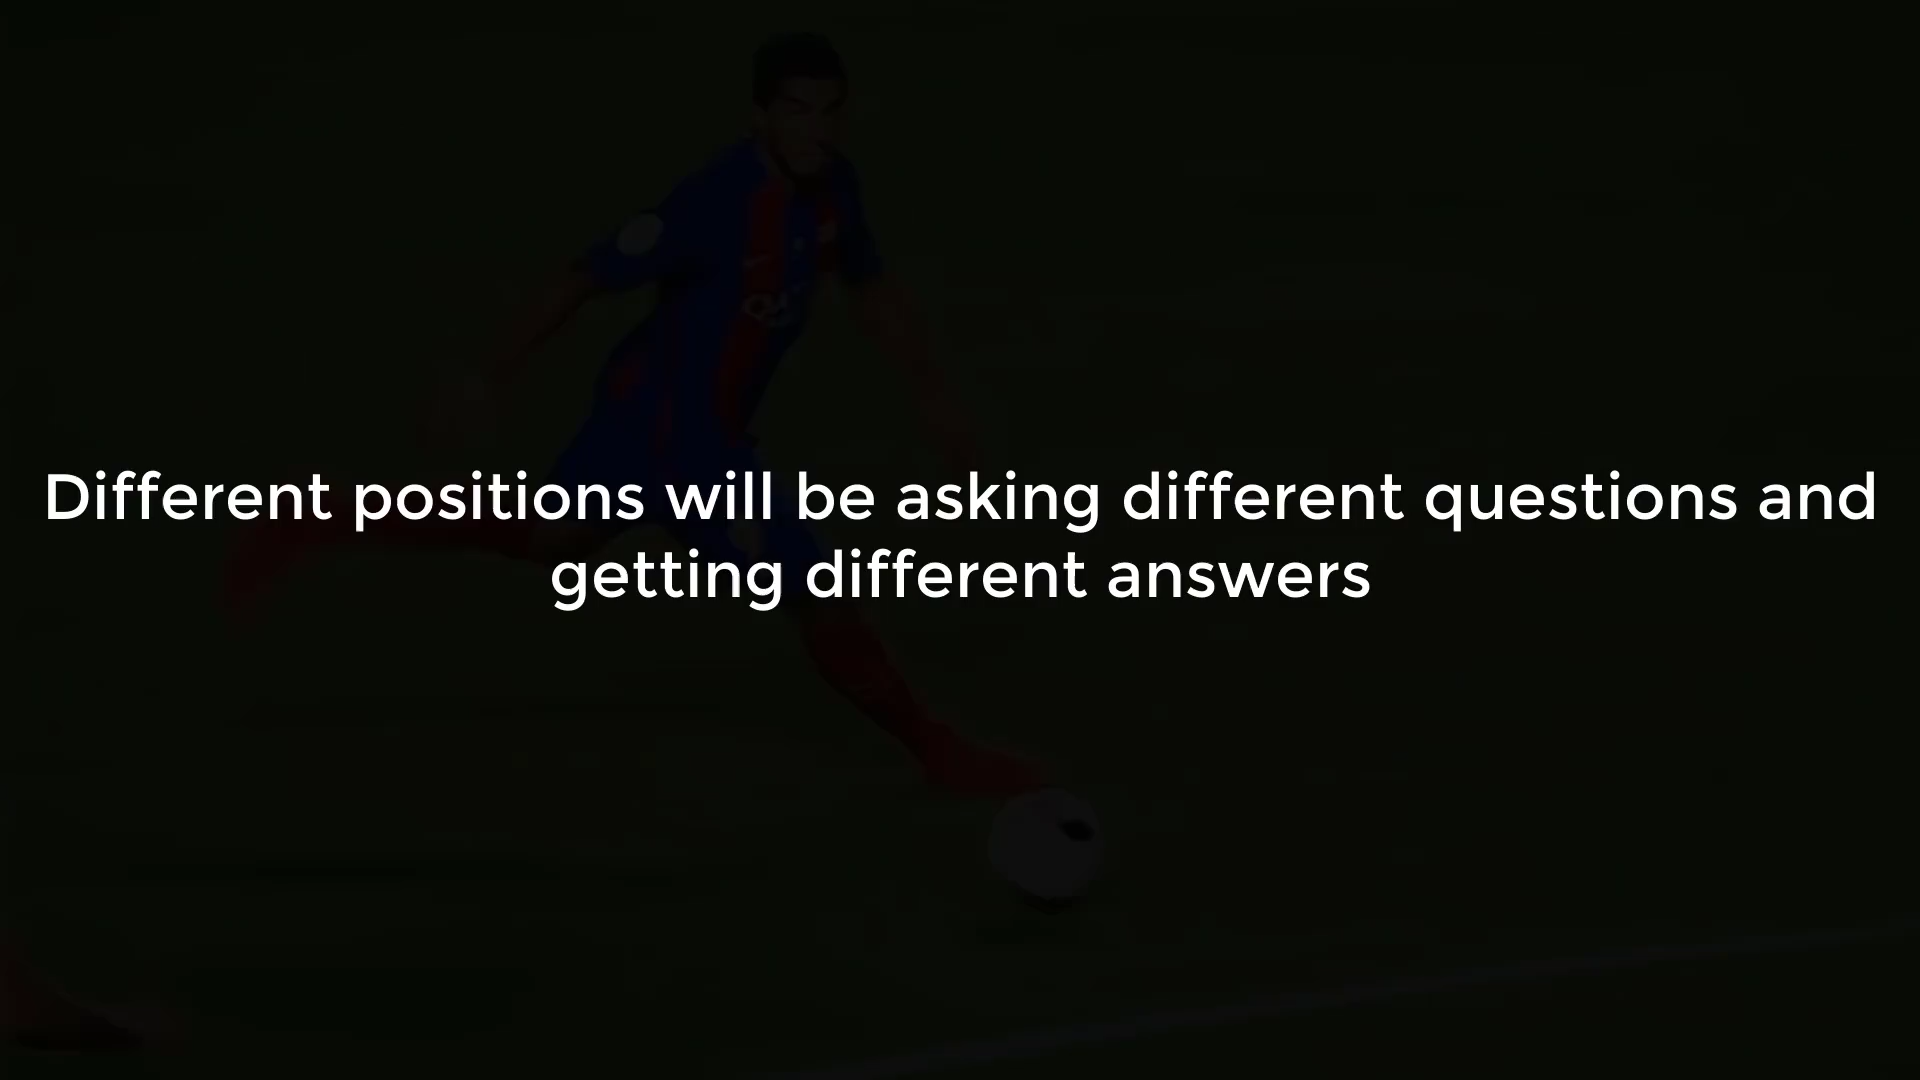 Different positions will be asking different questions and
getting different answers